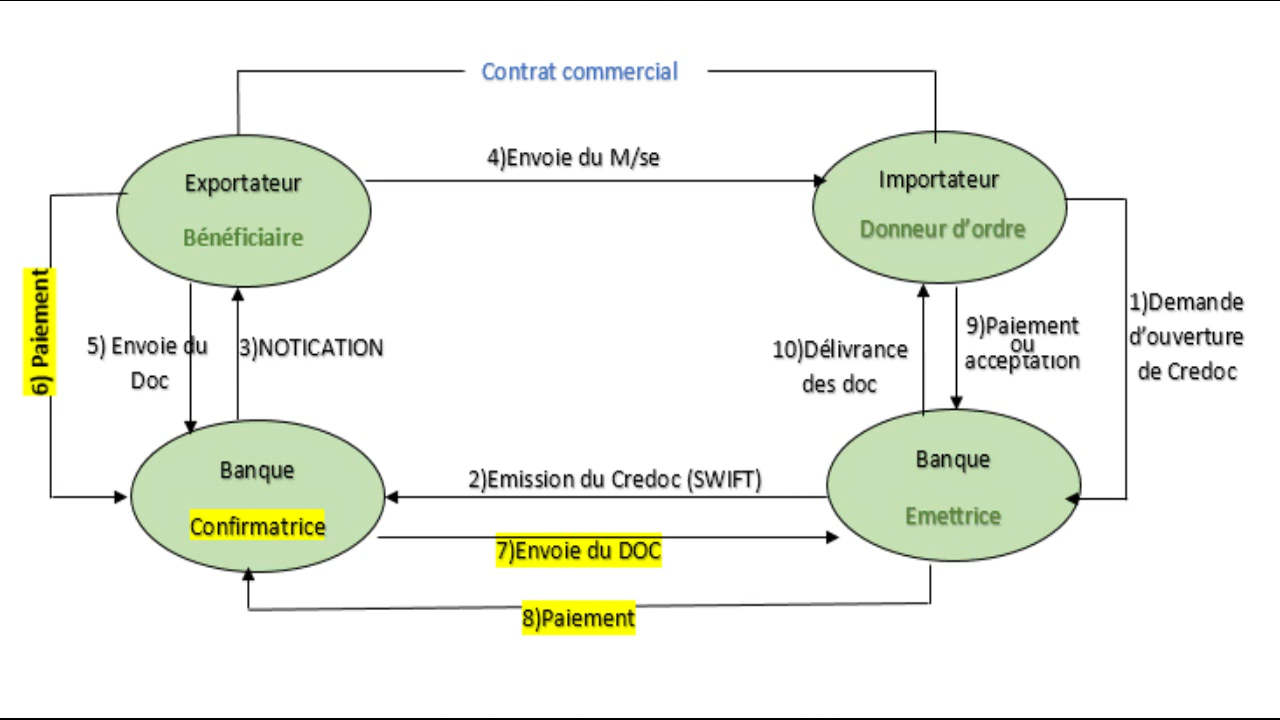 Contrat commercial
4)Envoie du M/se
Exportateur
Bénéficiaire
Importateur
Donneur d'ordre
6) Paiement
5) Envoie du
Doc
3)NOTICATION
10)Délivrance
des doc
9)Paiement
ou
acceptation
1)Demande
d'ouverture
de Credoc
Banque
Confirmatrice
2)Emission du Credoc (SWIFT)
7)Envoie du DOC
Banque
Emettrice
8)Paiement